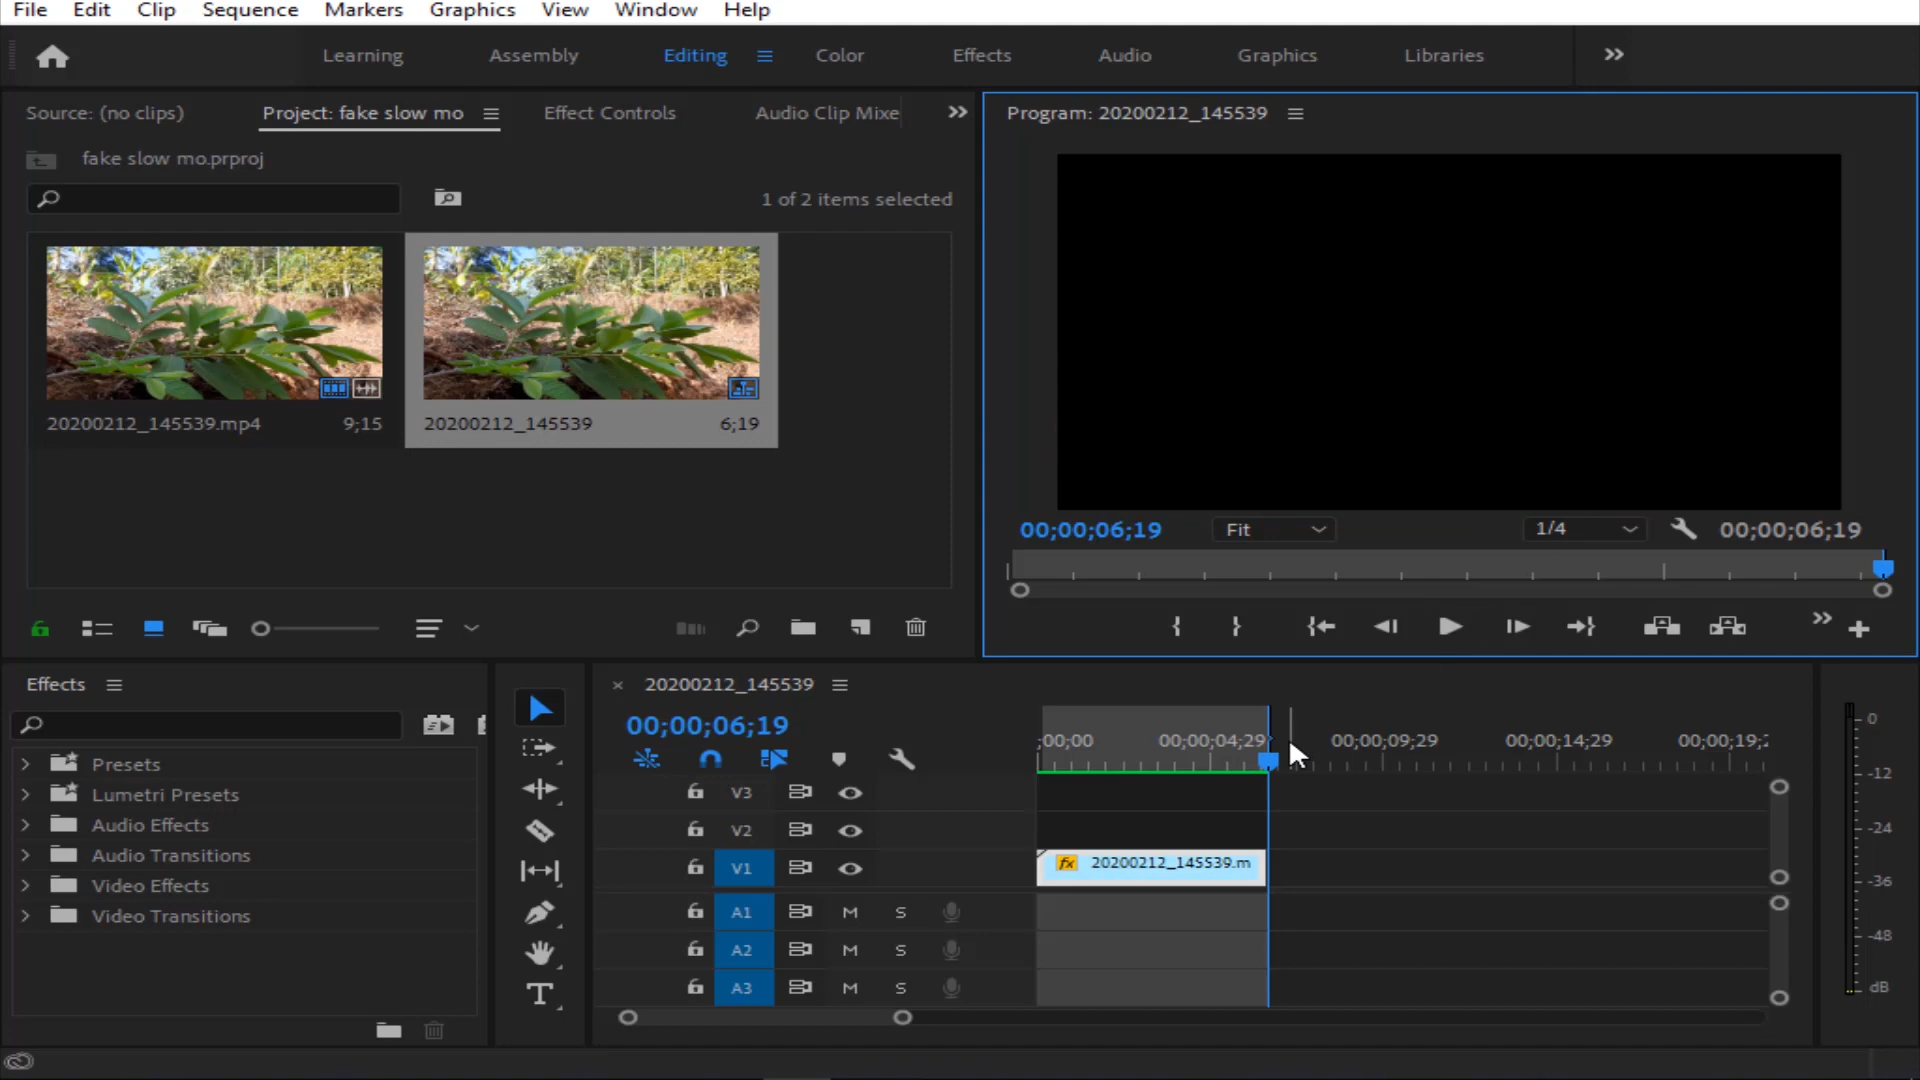 File Edit Clip Sequence Markers Graphics View Window Help
Learning Assembly Editing Color Effects Audio Graphics Libraries
Source: (no clips) Project: fake slow mo Effect Controls Audio Clip Mixe
Program: 20200212_145539
fake slow mo.prproj
1 of 2 items selected
20200212_145539.mp4 9;15
20200212_145539 6;19
00;00;06;19 Fit 1/4 00;00;06;19
Effects
20200212_145539
00;00;06;19
;00;00 00;00;04;29 00;00;09;29 00;00;14;29 00;00;19;2
Presets
Lumetri Presets
Audio Effects
Audio Transitions
Video Effects
Video Transitions
V3
V2
V1 fx 20200212_145539.m
A1 M S
A2 M S
A3 M S
0
-12
-24
-36
-48
dB